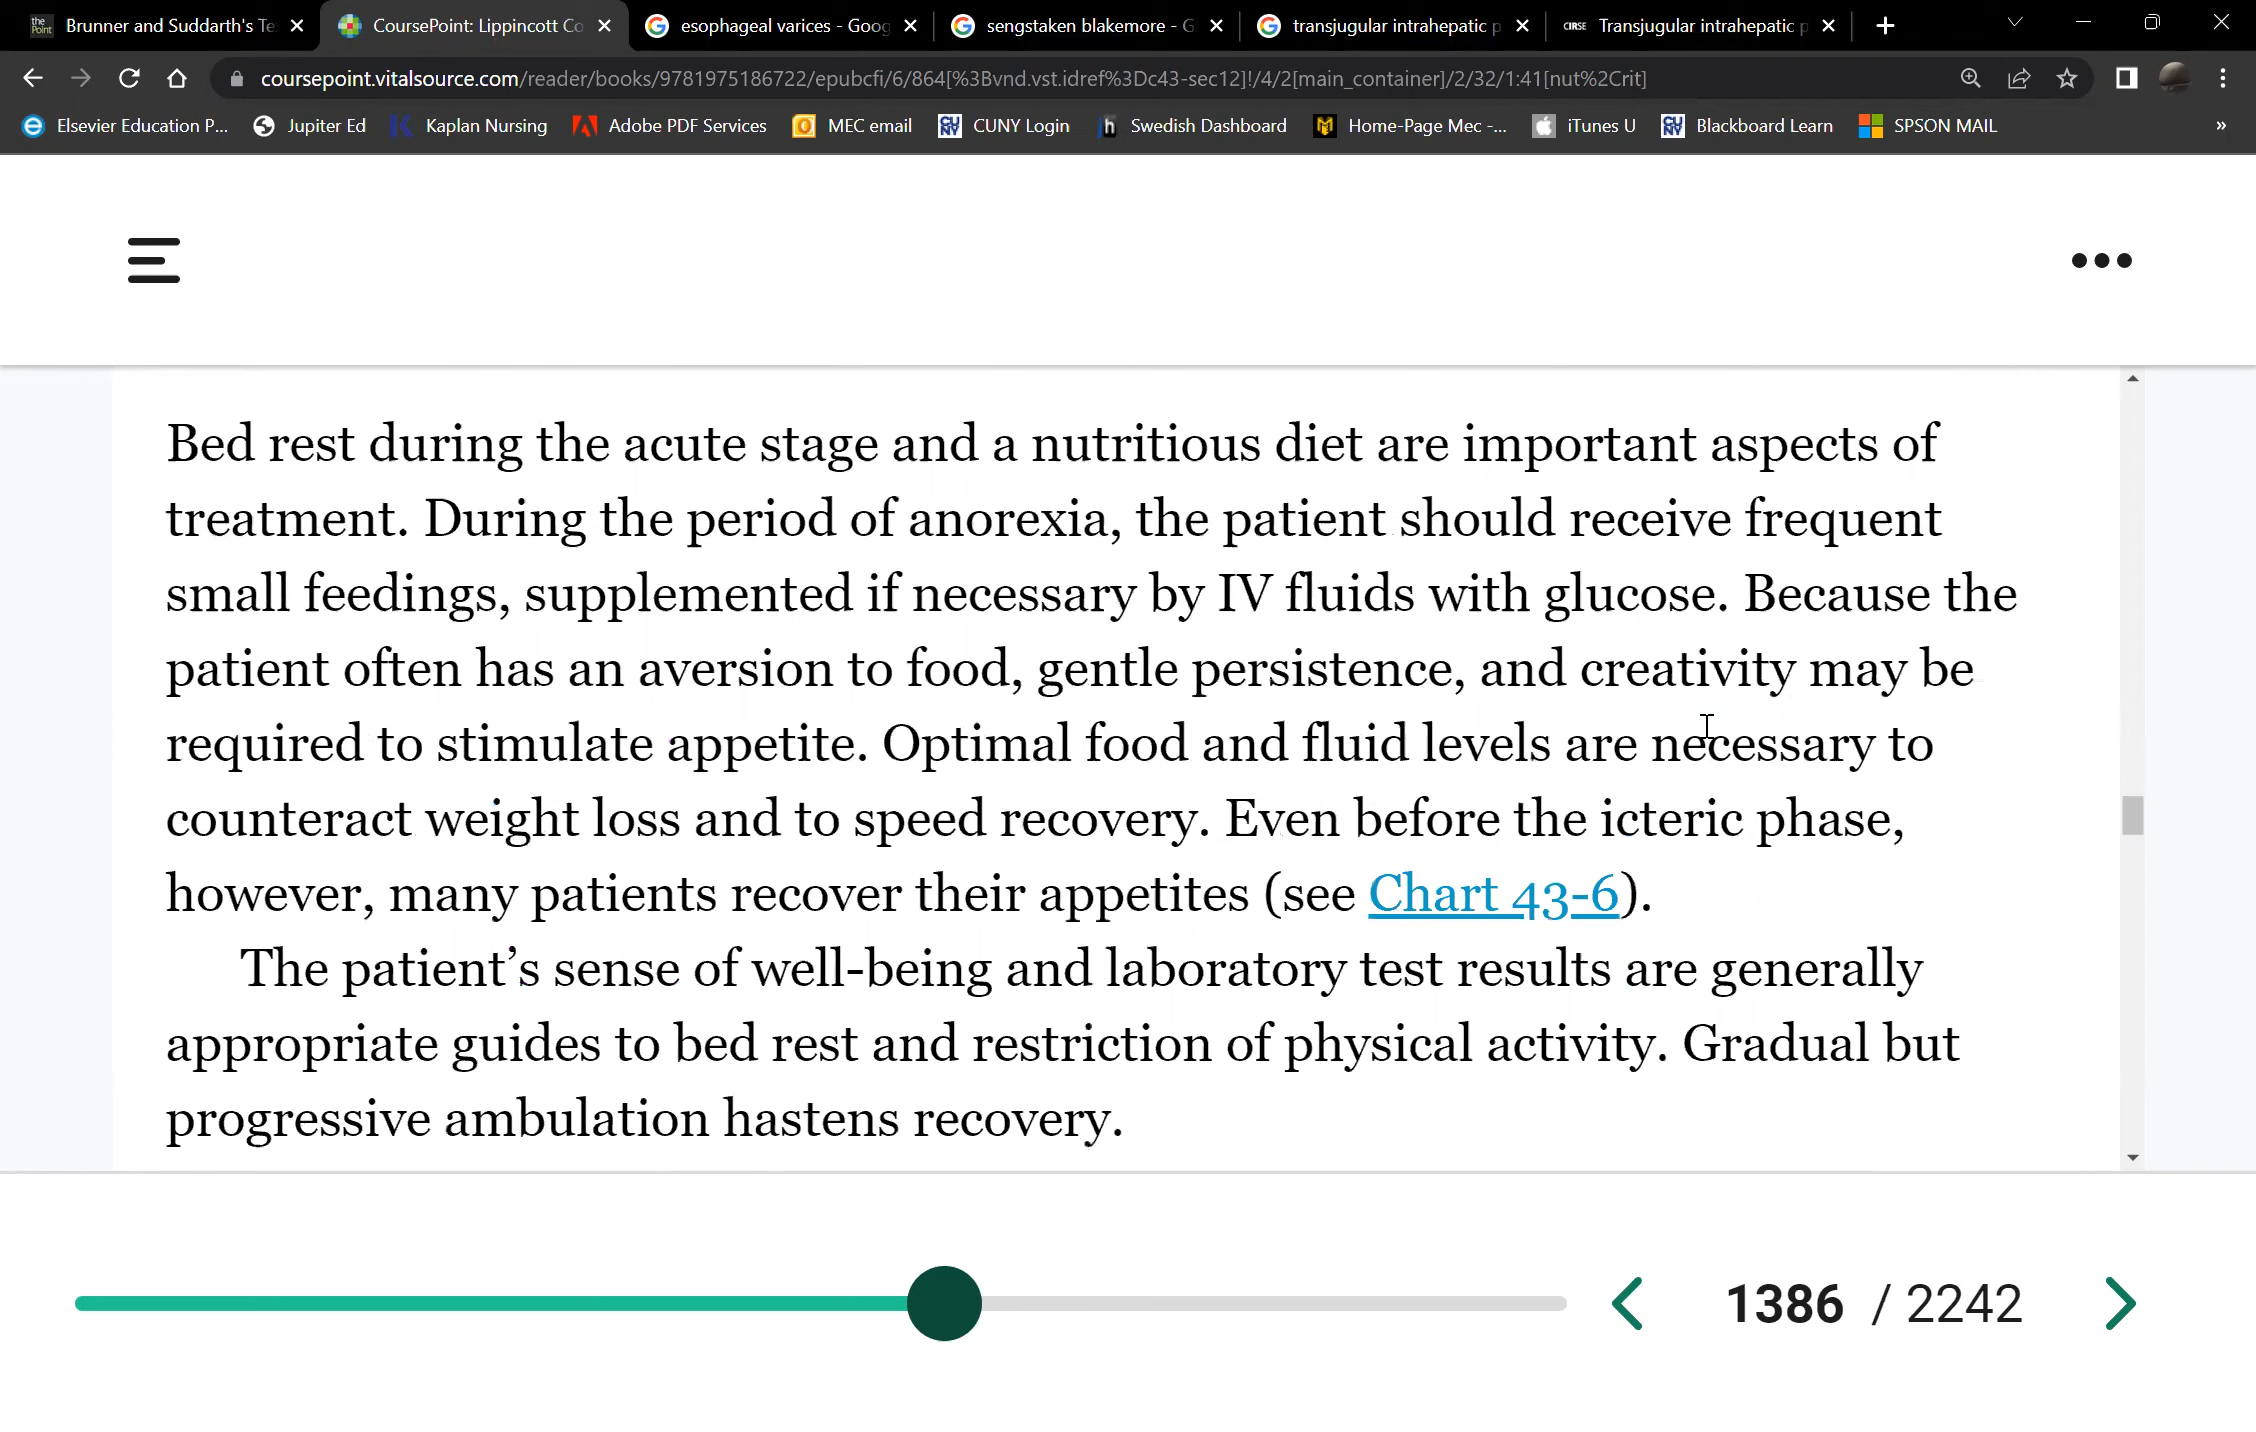 the Point
Brunner and Suddarth's Te
CoursePoint: Lippincott Co
esophageal varices - Goog
sengstaken blakemore - G
transjugular intrahepatic p
CIRSE Transjugular intrahepatic p
coursepoint.vitalsource.com/reader/books/9781975186722/epubcfi/6/864[%3Bvnd.vst.idref%3Dc43-sec12]!/4/2[main_container]/2/32/1:41[nut%2Crit]
Elsevier Education P...
Jupiter Ed
Kaplan Nursing
Adobe PDF Services
MEC email
CUNY Login
Swedish Dashboard
Home-Page Mec -...
iTunes U
Blackboard Learn
SPSON MAIL
Bed rest during the acute stage and a nutritious diet are important aspects of
treatment. During the period of anorexia, the patient should receive frequent
small feedings, supplemented if necessary by IV fluids with glucose. Because the
patient often has an aversion to food, gentle persistence, and creativity may be
required to stimulate appetite. Optimal food and fluid levels are necessary to
counteract weight loss and to speed recovery. Even before the icteric phase,
however, many patients recover their appetites (see Chart 43-6).
The patient’s sense of well-being and laboratory test results are generally
appropriate guides to bed rest and restriction of physical activity. Gradual but
progressive ambulation hastens recovery.
1386 / 2242